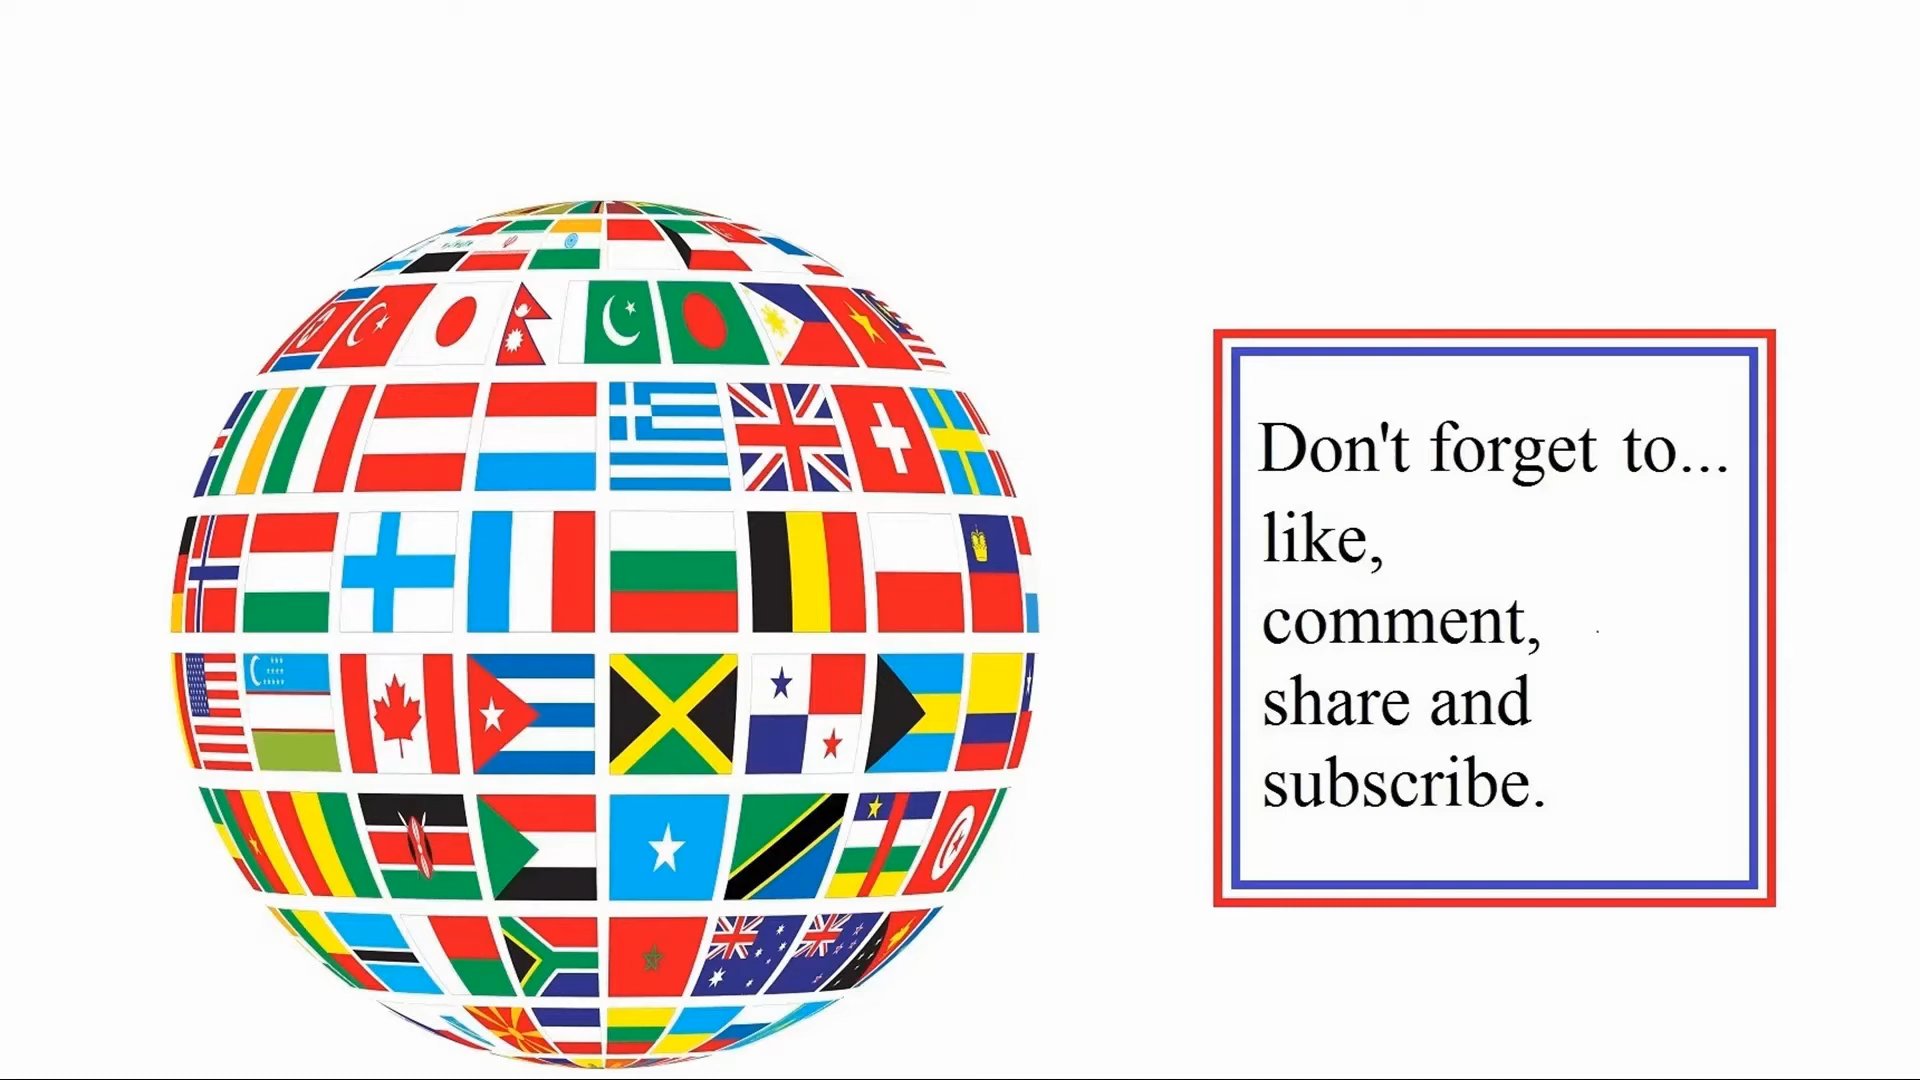 Don't forget to...
like,
comment,
share and
subscribe.